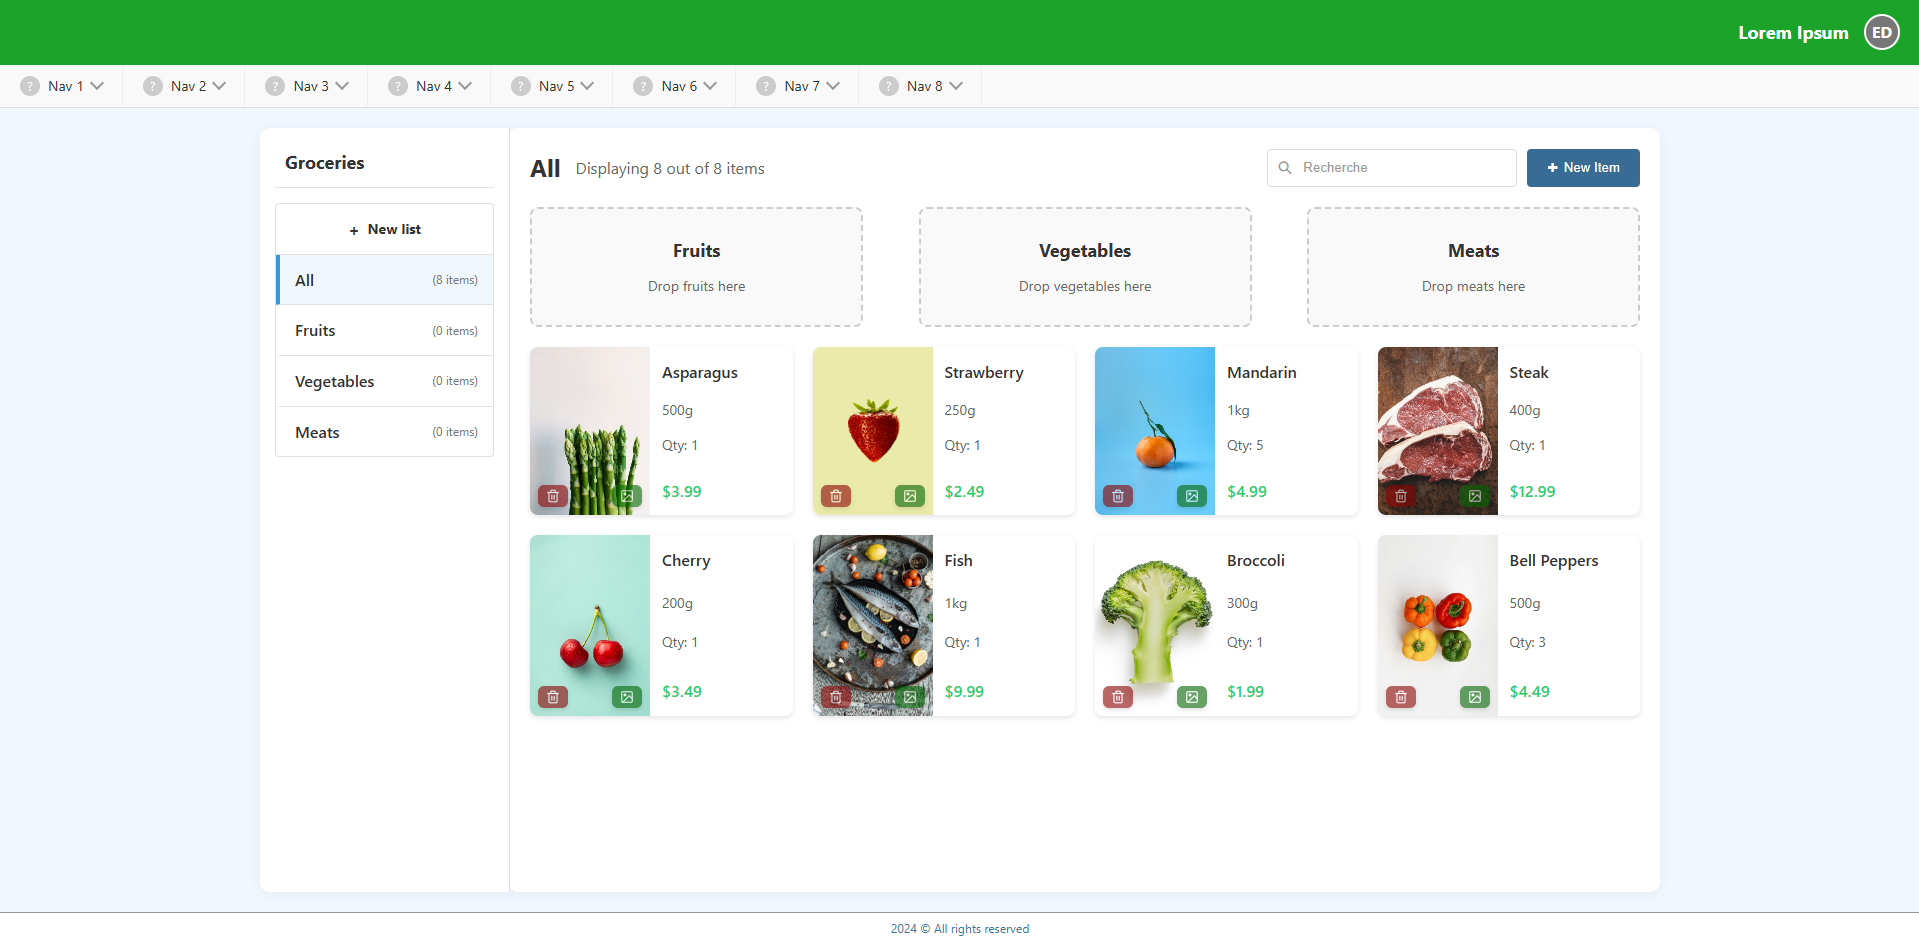 Lorem Ipsum ED
? Nav 1 ? Nav 2 ? Nav 3 ? Nav 4 ? Nav 5 ? Nav 6 ? Nav 7 ? Nav 8
Groceries
+ New list
All (8 items)
Fruits (0 items)
Vegetables (0 items)
Meats (0 items)
All Displaying 8 out of 8 items
Recherche
+ New Item
Fruits
Drop fruits here
Vegetables
Drop vegetables here
Meats
Drop meats here
Asparagus
500g
Qty: 1
$3.99
Strawberry
250g
Qty: 1
$2.49
Mandarin
1kg
Qty: 5
$4.99
Steak
400g
Qty: 1
$12.99
Cherry
200g
Qty: 1
$3.49
Fish
1kg
Qty: 1
$9.99
Broccoli
300g
Qty: 1
$1.99
Bell Peppers
500g
Qty: 3
$4.49
2024 © All rights reserved